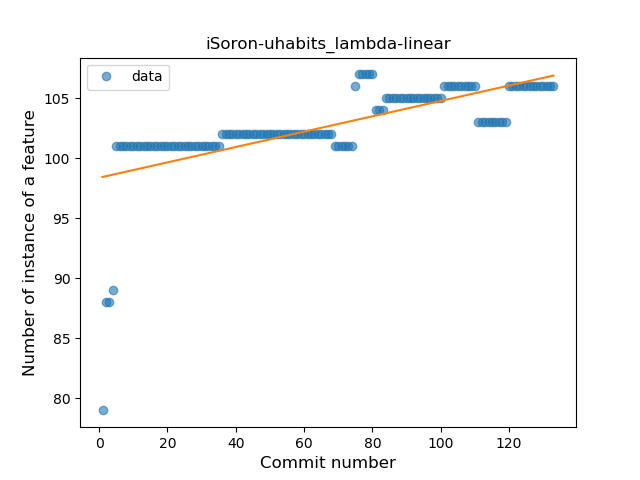 iSoron-uhabits_lambda-linear
data
Number of instance of a feature
105
100
95
90
85
80
0 20 40 60 80 100 120
Commit number